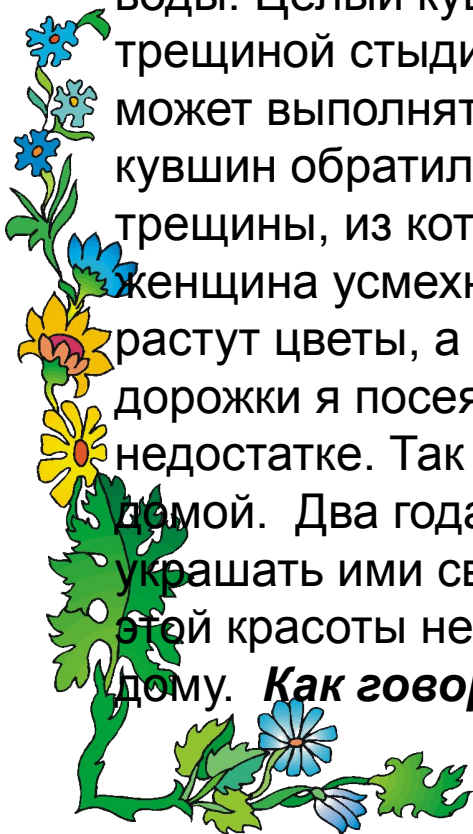 воды. Целый кув
трещиной стыди
может выполнят
кувшин обратил
трещины, из кот
женщина усмехн
растут цветы, а
дорожки я посея
недостатке. Так
домой. Два года
украшать ими св
этой красоты не
дому. Как говор